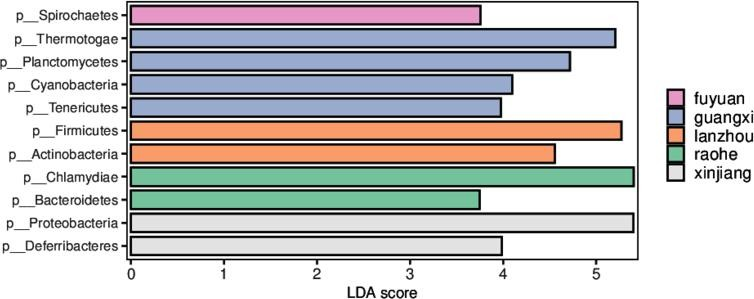 p__Spirochaetes
p__Thermotogae
p__Planctomycetes
p__Cyanobacteria
p__Tenericutes
p__Firmicutes
p__Actinobacteria
p__Chlamydiae
p__Bacteroidetes
p__Proteobacteria
p__Deferribacteres
0 1 2 3 4 5
LDA score
fuyuan
guangxi
lanzhou
raohe
xinjiang